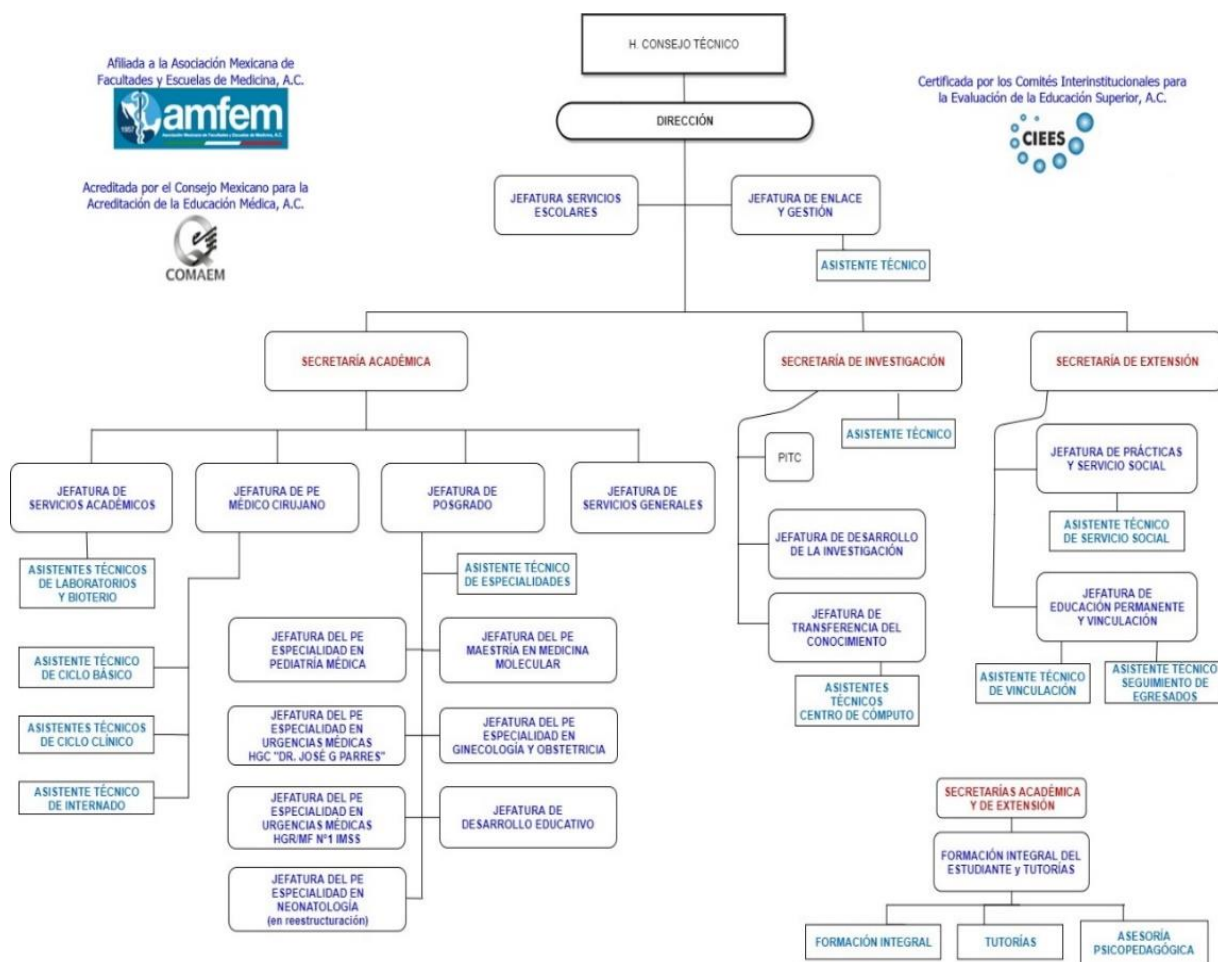 H. CONSEJO TÉCNICO
Afiliada a la Asociación Mexicana de
Facultades y Escuelas de Medicina, A.C.
1957
amfem
Asociación Mexicana de Facultades y Escuelas de Medicina, A.C.
Certificada por los Comités Interinstitucionales para
la Evaluación de la Educación Superior, A.C.
CIEES
DIRECCIÓN
Acreditada por el Consejo Mexicano para la
Acreditación de la Educación Médica, A.C.
COMAEM
JEFATURA SERVICIOS
ESCOLARES
JEFATURA DE ENLACE
Y GESTIÓN
ASISTENTE TÉCNICO
SECRETARÍA ACADÉMICA
SECRETARÍA DE INVESTIGACIÓN
SECRETARÍA DE EXTENSIÓN
JEFATURA DE
SERVICIOS ACADÉMICOS
JEFATURA DE PE
MÉDICO CIRUJANO
JEFATURA DE
POSGRADO
JEFATURA DE
SERVICIOS GENERALES
ASISTENTES TÉCNICOS
DE LABORATORIOS
Y BIOTERIO
ASISTENTE TÉCNICO
DE CICLO BÁSICO
ASISTENTES TÉCNICOS
DE CICLO CLÍNICO
ASISTENTE TÉCNICO
DE INTERNADO
ASISTENTE TÉCNICO
DE ESPECIALIDADES
JEFATURA DEL PE
ESPECIALIDAD EN
PEDIATRÍA MÉDICA
JEFATURA DEL PE
MAESTRÍA EN MEDICINA
MOLECULAR
JEFATURA DEL PE
ESPECIALIDAD EN
URGENCIAS MÉDICAS
HGC "DR. JOSÉ G PARRES"
JEFATURA DEL PE
ESPECIALIDAD EN
GINECOLOGÍA Y OBSTETRICIA
JEFATURA DEL PE
ESPECIALIDAD EN
URGENCIAS MÉDICAS
HGR/MF N°1 IMSS
JEFATURA DE
DESARROLLO EDUCATIVO
JEFATURA DEL PE
ESPECIALIDAD EN
NEONATOLOGÍA
(en reestructuración)
ASISTENTE TÉCNICO
PITC
JEFATURA DE DESARROLLO
DE LA INVESTIGACIÓN
JEFATURA DE
TRANSFERENCIA DEL
CONOCIMIENTO
ASISTENTES
TÉCNICOS
CENTRO DE CÓMPUTO
JEFATURA DE PRÁCTICAS
Y SERVICIO SOCIAL
ASISTENTE TÉCNICO
DE SERVICIO SOCIAL
JEFATURA DE
EDUCACIÓN PERMANENTE
Y VINCULACIÓN
ASISTENTE TÉCNICO
DE VINCULACIÓN
ASISTENTE TÉCNICO
SEGUIMIENTO DE
EGRESADOS
SECRETARÍAS ACADÉMICA
Y DE EXTENSIÓN
FORMACIÓN INTEGRAL DEL
ESTUDIANTE y TUTORÍAS
FORMACIÓN INTEGRAL
TUTORÍAS
ASESORÍA
PSICOPEDAGÓGICA